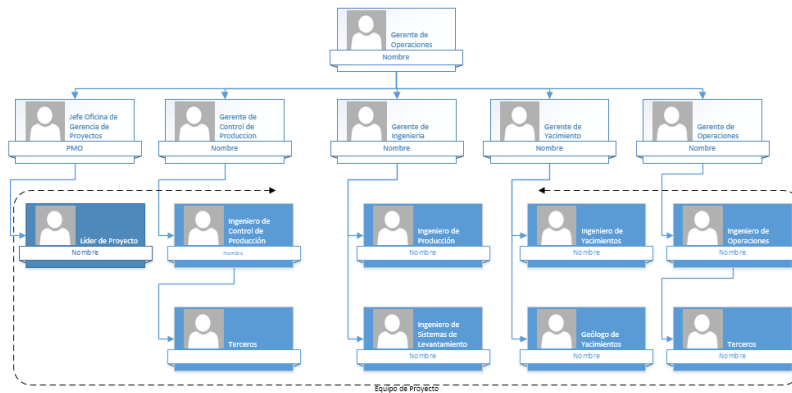 Gerente de
Operaciones
Nombre
Jefe Oficina de
Gerencia de
Proyectos
PMO
Gerente de
Control de
Produccion
Nombre
Gerente de
Ingenieria
Nombre
Gerente de
Yacimiento
Nombre
Gerente de
Operaciones
Nombre
Líder de Proyecto
Nombre
Ingeniero de
Control de
Producción
Nombre
Ingeniero de
Producción
Nombre
Ingeniero de
Yacimientos
Nombre
Ingeniero de
Operaciones
Nombre
Terceros
Ingeniero de
Sistemas de
Levantamiento
Nombre
Geólogo de
Yacimientos
Nombre
Terceros
Nombre
Equipo de Proyecto